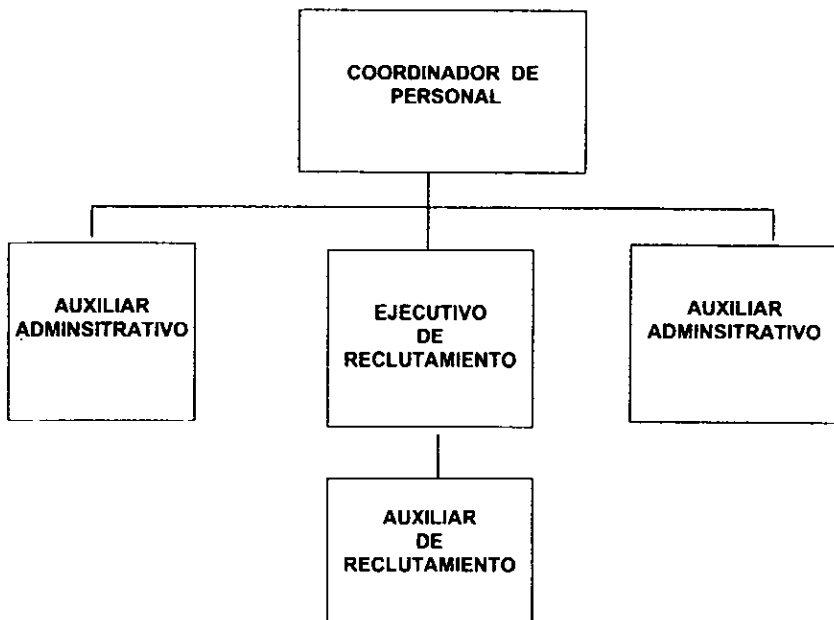 COORDINADOR DE
PERSONAL
AUXILIAR
ADMINSITRATIVO
EJECUTIVO
DE
RECLUTAMIENTO
AUXILIAR
ADMINSITRATIVO
AUXILIAR
DE
RECLUTAMIENTO